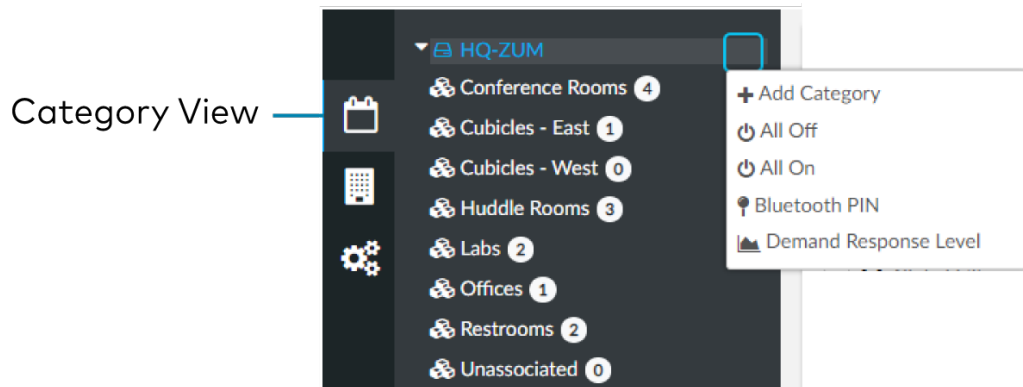 Category View
HQ-ZUM
Conference Rooms 4
Cubicles - East 1
Cubicles - West 0
Huddle Rooms 3
Labs 2
Offices 1
Restrooms 2
Unassociated 0
Add Category
All Off
All On
Bluetooth PIN
Demand Response Level